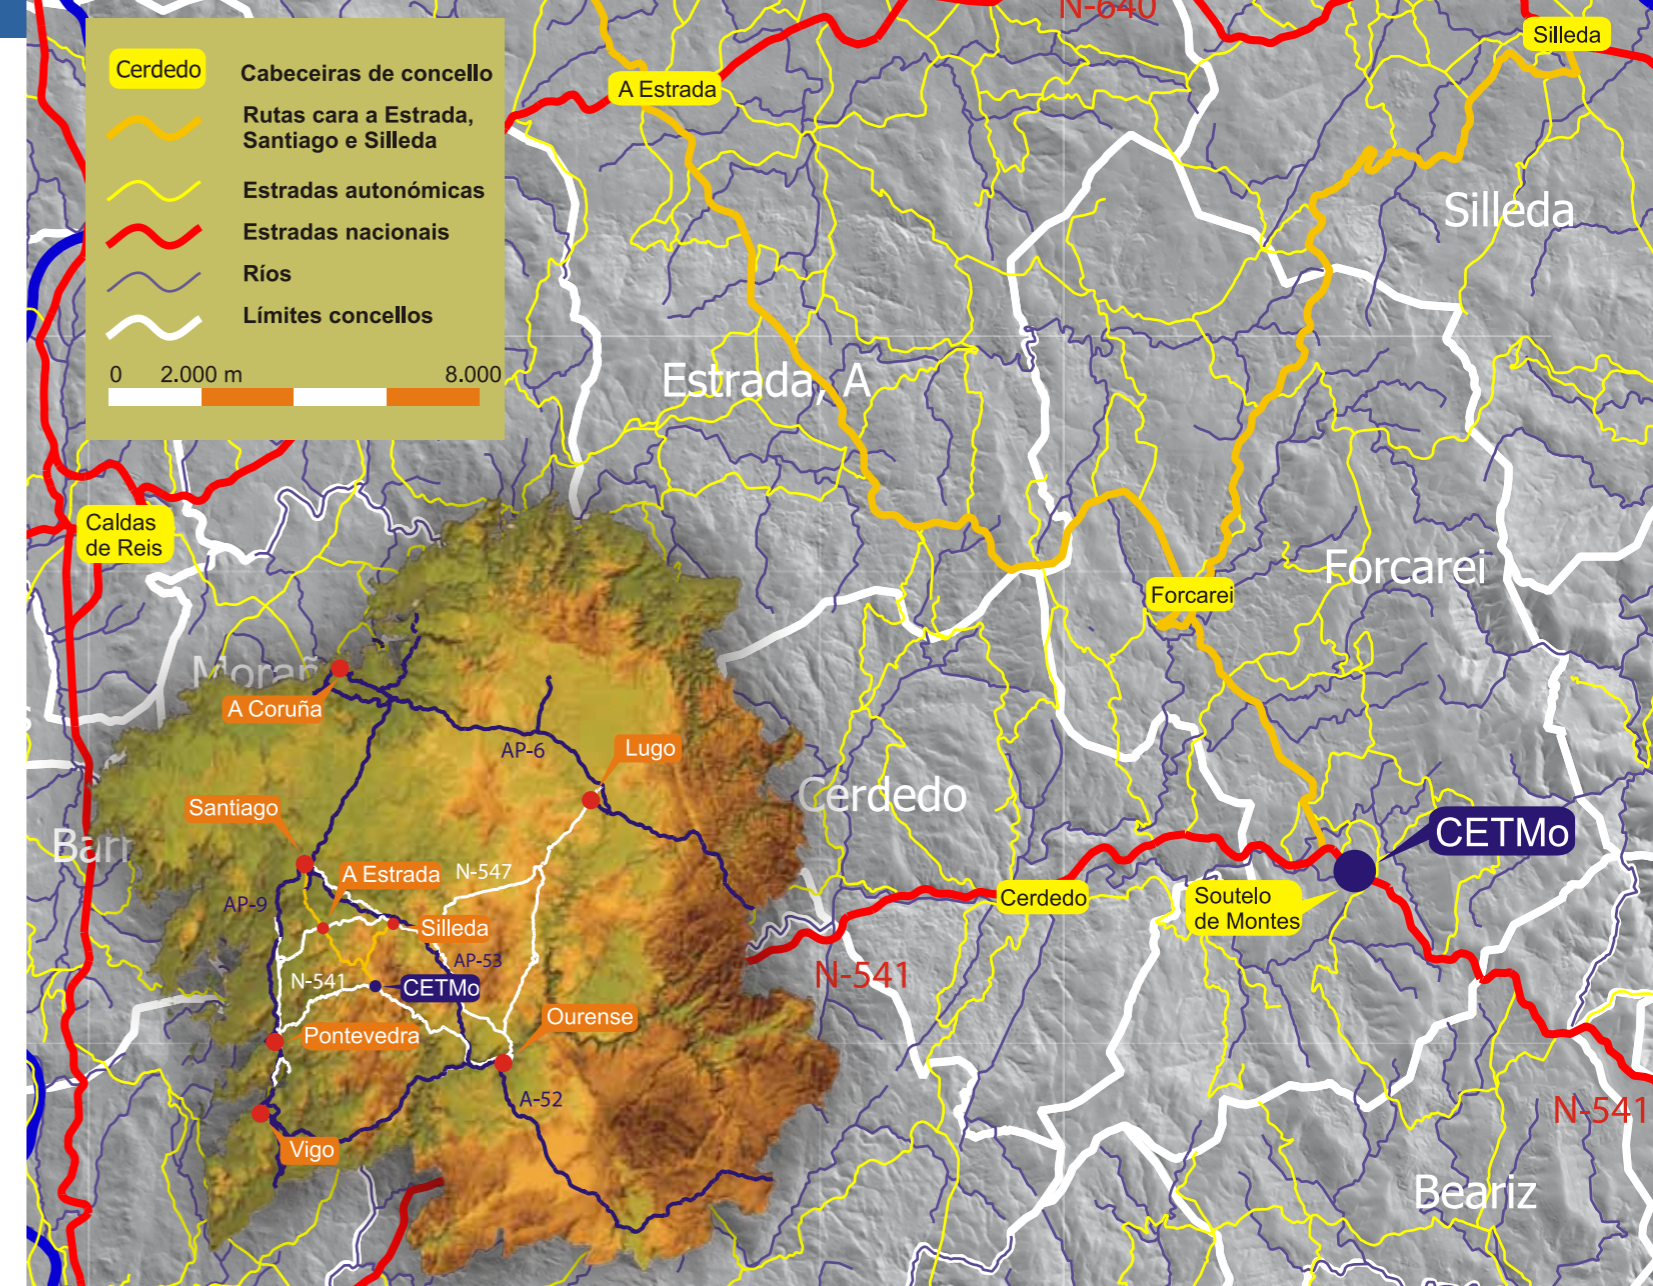 Cerdedo
Cabeceiras de concello
Rutas cara a Estrada,
Santiago e Silleda
Estradas autonómicas
Estradas nacionais
Ríos
Límites concellos
0 2.000 m 8.000
N-640
Silleda
A Estrada
Silleda
Estrada, A
Caldas
de Reis
Forcarei
Forcarei
A Coruña
AP-6
Lugo
Cerdedo
Santiago
CETMo
A Estrada
N-547
AP-9
Silleda
Cerdedo
Soutelo
de Montes
AP-53
N-541
CETMo
N-541
Ourense
Pontevedra
A-52
N-541
Vigo
Beariz